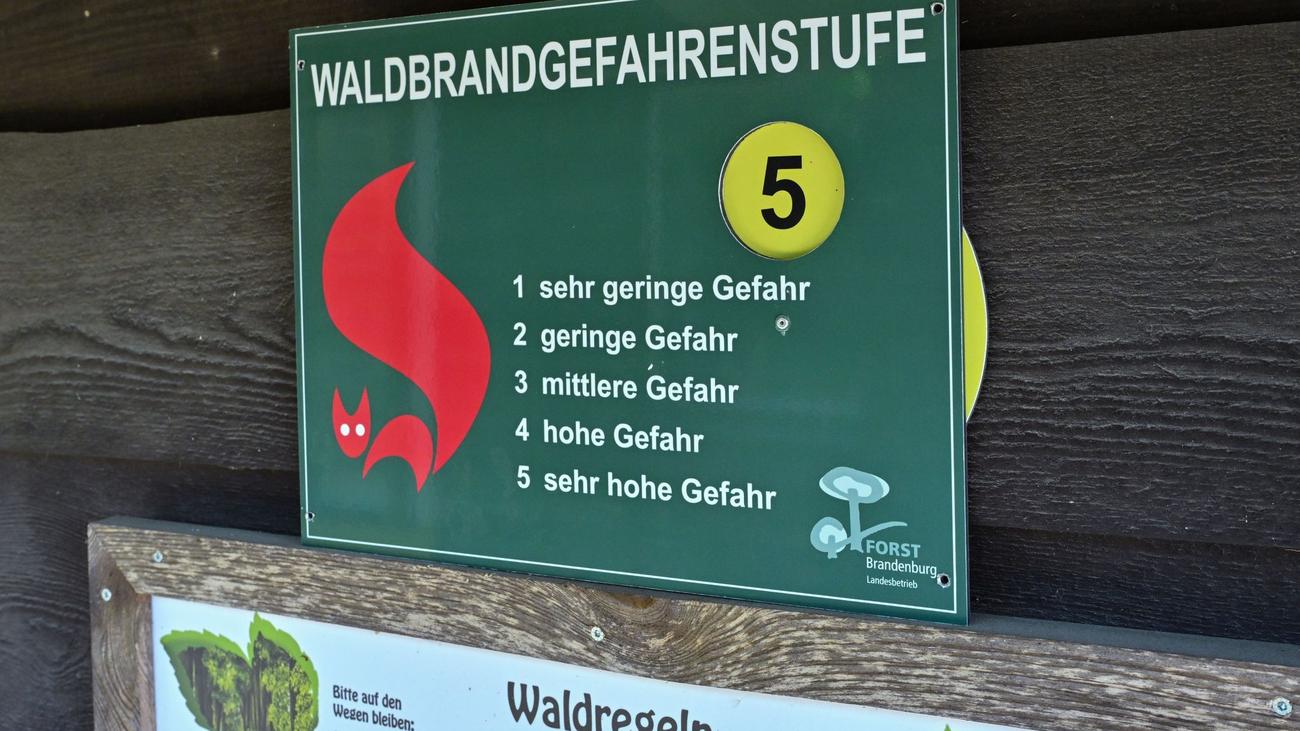 WALDBRANDGEFAHRENSTUFE
5
1 sehr geringe Gefahr
2 geringe Gefahr
3 mittlere Gefahr
4 hohe Gefahr
5 sehr hohe Gefahr
FORST
Brandenburg
Landesbetrieb
Bitte auf den
Wegen bleiben:
Waldregeln